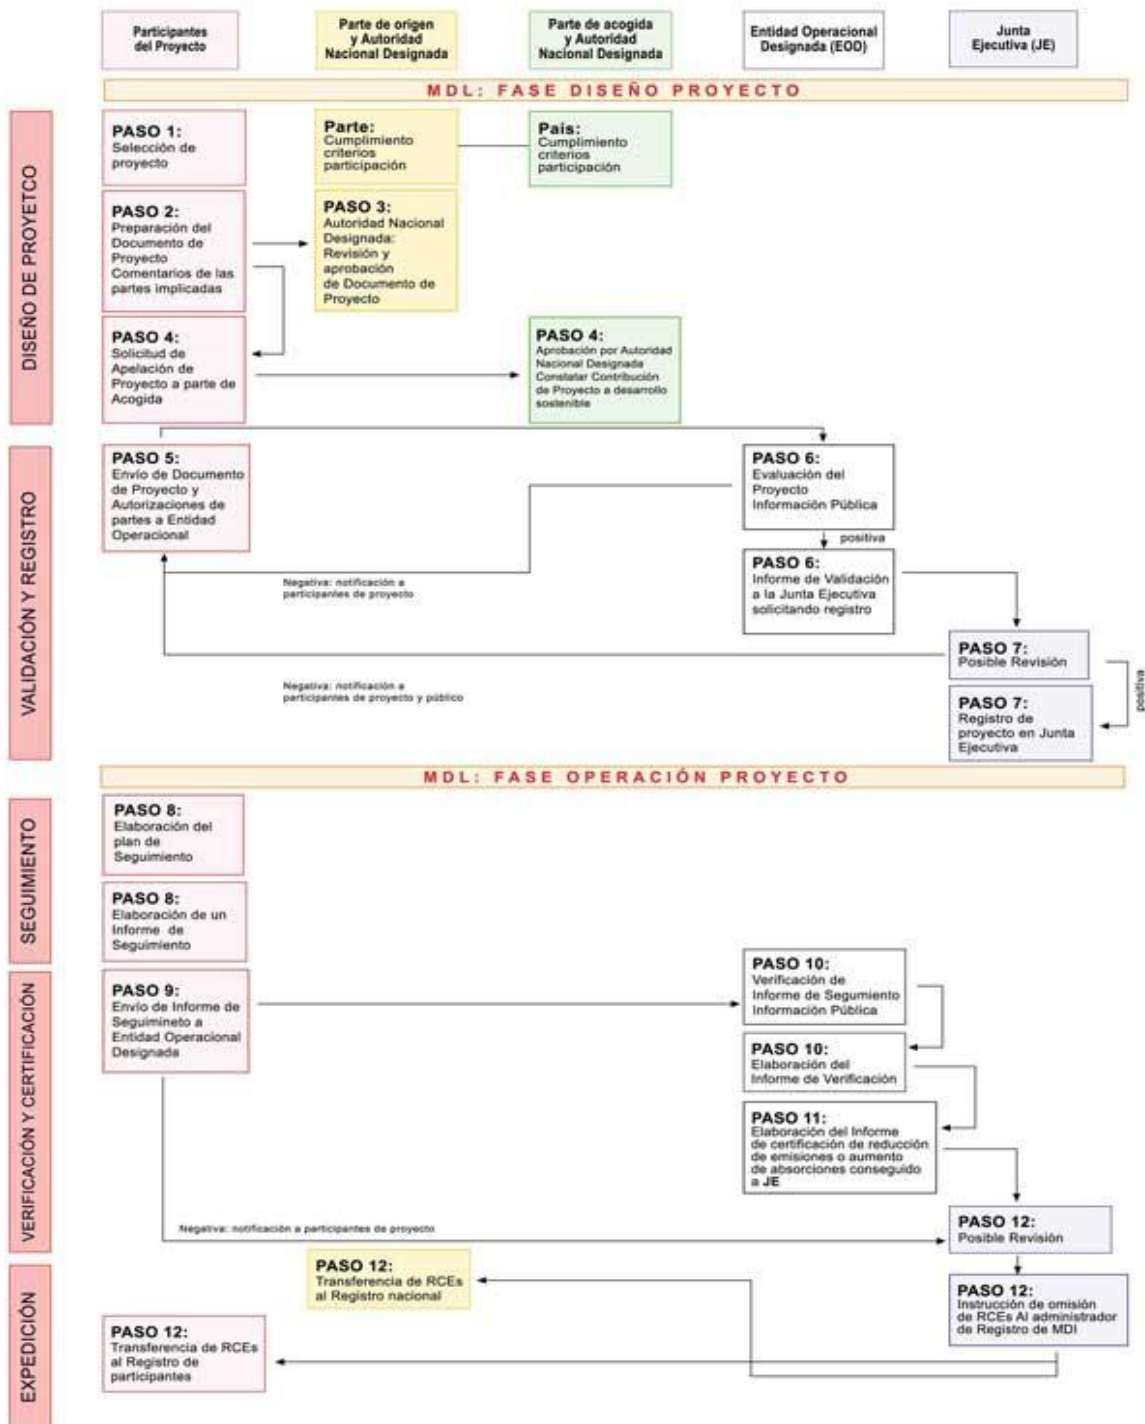 Participantes
del Proyecto
Parte de origen
y Autoridad
Nacional Designada
Parte de acogida
y Autoridad
Nacional Designada
Entidad Operacional
Designada (EOD)
Junta
Ejecutiva (JE)
MDL: FASE DISEÑO PROYECTO
DISEÑO DE PROYETCO
PASO 1:
Selección de
proyecto
Parte:
Cumplimiento
criterios
participación
País:
Cumplimiento
criterios
participación
PASO 2:
Preparación del
Documento de
Proyecto
Comentarios de las
partes implicadas
PASO 3:
Autoridad Nacional
Designada:
Revisión y
aprobación
de Documento de
Proyecto
PASO 4:
Solicitud de
Apelación de
Proyecto a parte de
Acogida
PASO 4:
Aprobación por Autoridad
Nacional Designada
Constatar Contribución
de Proyecto a desarrollo
sostenible
VALIDACIÓN Y REGISTRO
PASO 5:
Envío de Documento
de Proyecto y
Autorizaciones de
partes a Entidad
Operacional
PASO 6:
Evaluación del
Proyecto
Información Pública
positiva
Negativa: notificación a
participantes de proyecto
PASO 6:
Informe de Validación
a la Junta Ejecutiva
solicitando registro
PASO 7:
Posible Revisión
Negativa: notificación a
participantes de proyecto y público
positiva
PASO 7:
Registro de
proyecto en Junta
Ejecutiva
MDL: FASE OPERACIÓN PROYECTO
SEGUIMIENTO
PASO 8:
Elaboración del
plan de
Seguimiento
PASO 8:
Elaboración de un
Informe de
Seguimiento
VERIFICACIÓN Y CERTIFICACIÓN
PASO 9:
Envío de Informe de
Seguimineto a
Entidad Operacional
Designada
PASO 10:
Verificación de
Informe de Segumiento
Información Pública
PASO 10:
Elaboración del
Informe de Verificación
PASO 11:
Elaboración del Informe
de certificación de reducción
de emisiones o aumento
de absorciones conseguido
a JE
Negativa: notificación a participantes de proyecto
PASO 12:
Posible Revisión
EXPEDICIÓN
PASO 12:
Transferencia de RCEs
al Registro nacional
PASO 12:
Instrucción de omisión
de RCEs Al administrador
de Registro de MDI
PASO 12:
Transferencia de RCEs
al Registro de
participantes